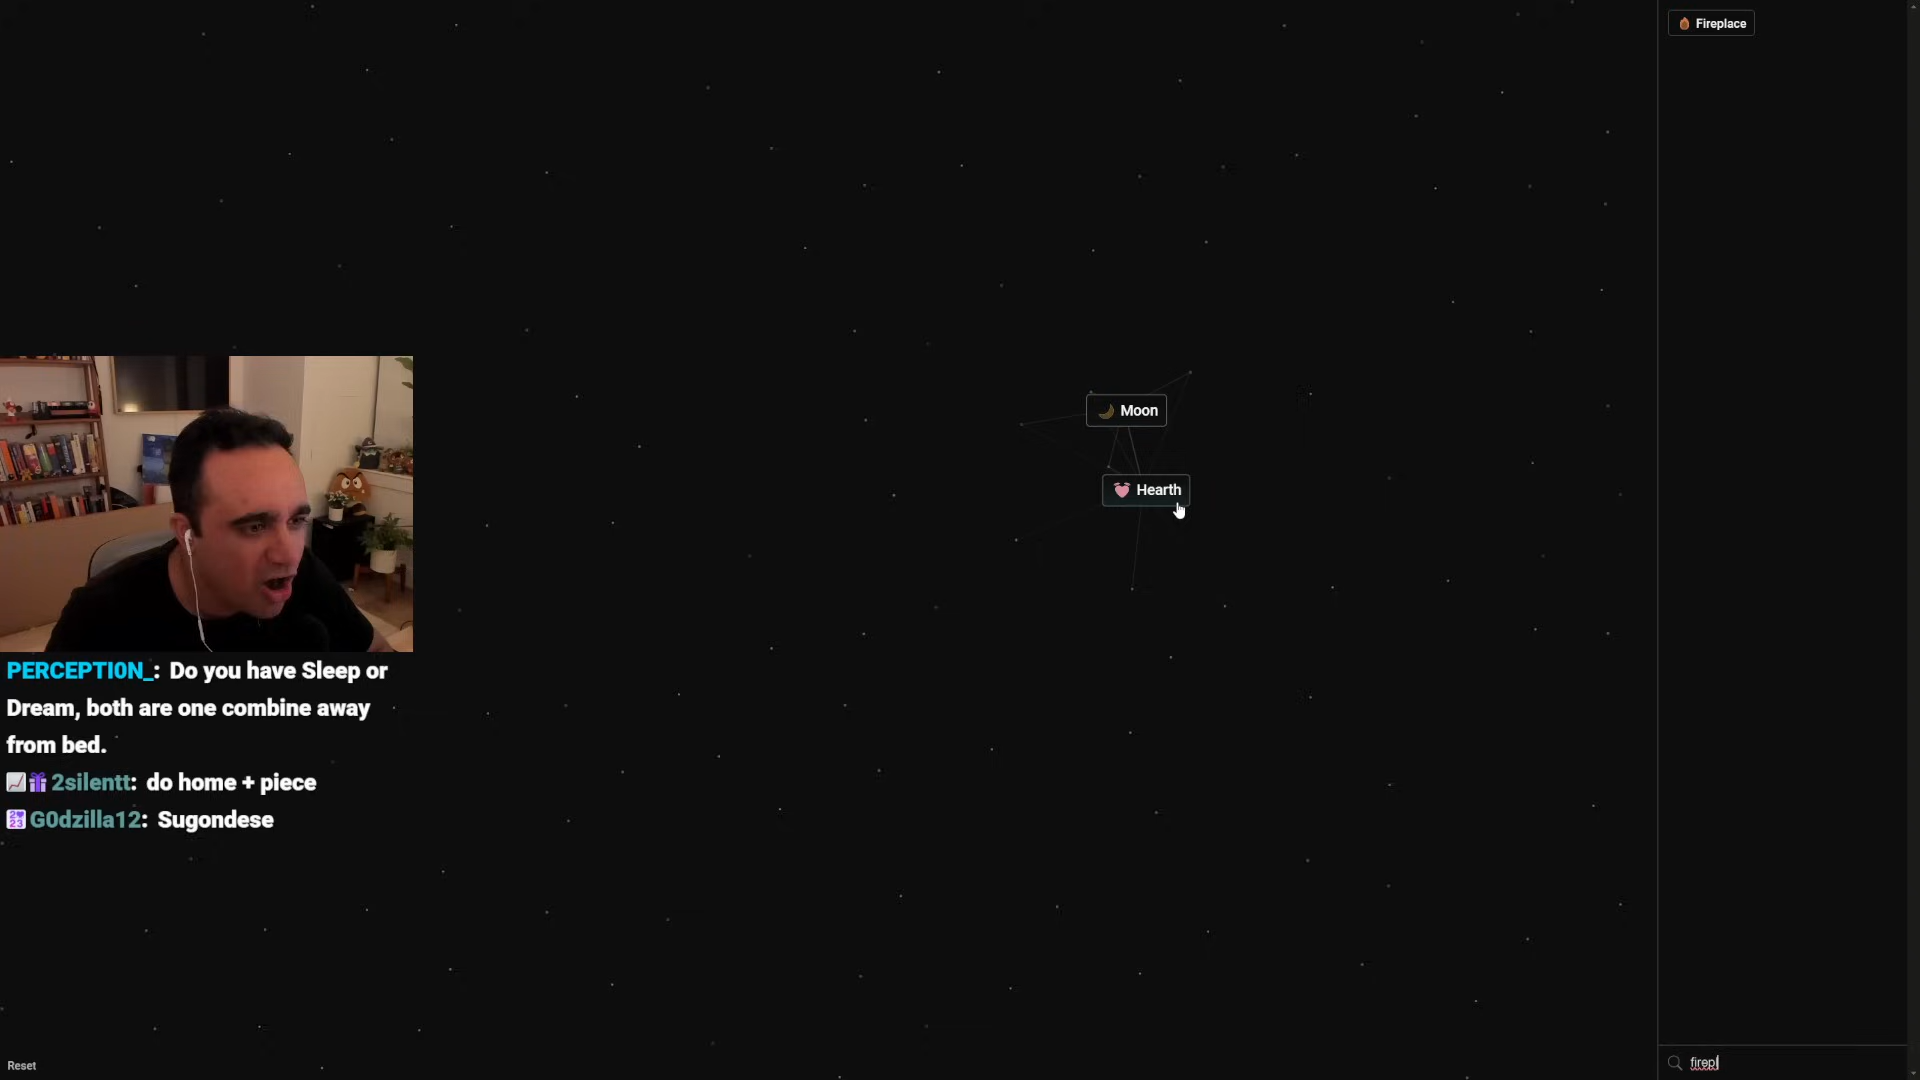 Fireplace
Moon
Hearth
PERCEPTI0N_: Do you have Sleep or
Dream, both are one combine away
from bed.
2silentt: do home + piece
G0dzilla12: Sugondese
Reset
firepl